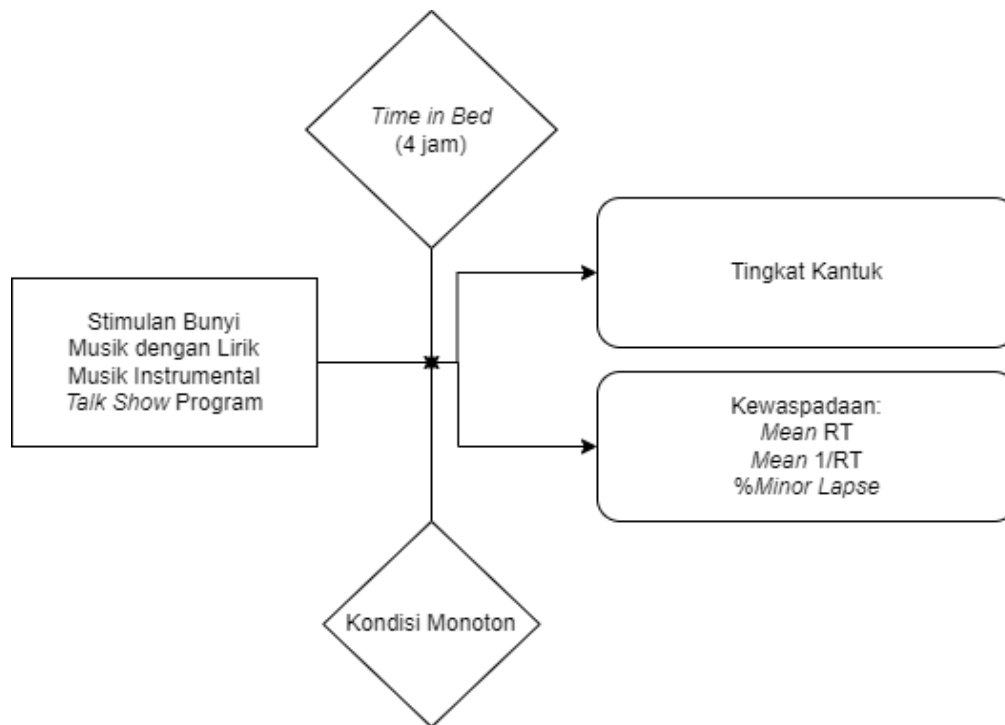 Time in Bed
(4 jam)
Stimulan Bunyi
Musik dengan Lirik
Musik Instrumental
Talk Show Program
Tingkat Kantuk
Kewaspadaan:
Mean RT
Mean 1/RT
%Minor Lapse
Kondisi Monoton